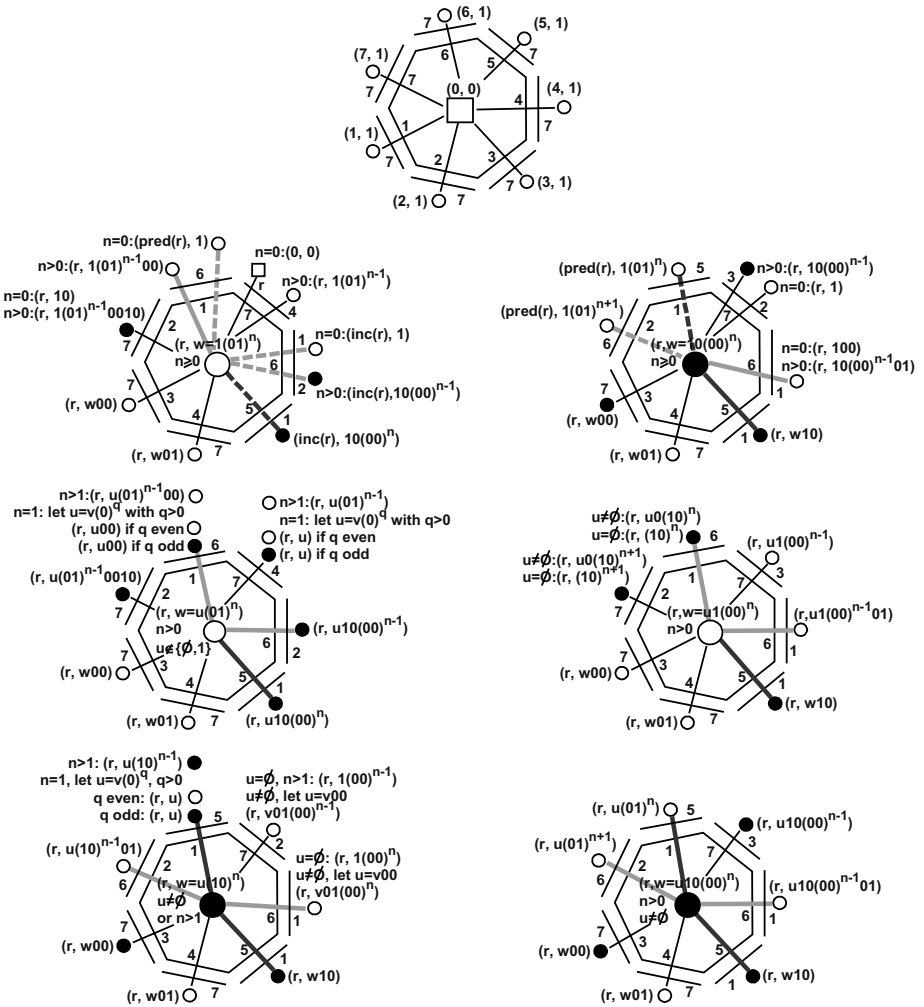 (6, 1)
(5, 1)
7
7
6
5
(7, 1)
7
7
(0, 0)
4
(4, 1)
7
1
(1, 1)
7
2
3
7
(3, 1)
(2, 1)
7
n=0:(pred(r), 1)
n>0:(r, 1(01)^{n-1}00)
n=0:(0, 0)
6
r
n>0:(r, 1(01)^{n-1})
n=0:(r, 10)
n>0:(r, 1(01)^{n-1}0010)
1
7
4
2
7
(r, w=1(01)^n)
n⩾0
1
n=0:(inc(r), 1)
6
2
n>0:(inc(r),10(00)^{n-1})
7
3
(r, w00)
4
5
1
(inc(r), 10(00)^n)
(r, w01)
7
(pred(r), 1(01)^n)
5
3
n>0:(r, 10(00)^{n-1})
n=0:(r, 1)
(pred(r), 1(01)^{n+1})
1
7
2
2
6
(r,w=10(00)^n)
n⩾0
n=0:(r, 100)
n>0:(r, 10(00)^{n-1}01)
6
1
7
3
(r, w00)
4
5
1
(r, w10)
(r, w01)
7
n>1:(r, u(01)^{n-1}00)
n=1: let u=v(0)^q with q>0
(r, u00) if q even
(r, u00) if q odd
6
n>1:(r, u(01)^{n-1})
n=1: let u=v(0)^q with q>0
(r, u) if q even
(r, u) if q odd
(r, u(01)^{n-1}0010)
1
7
4
2
7
(r, w=u(01)^n)
n>0
u∉{Ø,1}
(r, u10(00)^{n-1})
6
2
7
3
(r, w00)
4
5
1
(r, u10(00)^n)
(r, w01)
7
u≠Ø:(r, u0(10)^n)
u=Ø:(r, (10)^n)
6
u≠Ø:(r, u0(10)^{n+1})
u=Ø:(r, (10)^{n+1})
(r, u1(00)^{n-1})
1
7
3
2
7
(r,w=u1(00)^n)
n>0
(r,u1(00)^{n-1}01)
6
1
7
3
(r, w00)
4
5
1
(r, w10)
(r, w01)
7
n>1: (r, u(10)^{n-1})
n=1, let u=v(0)^q, q>0
q even: (r, u)
q odd: (r, u)
5
u=Ø, n>1: (r, 1(00)^{n-1})
u≠Ø, let u=v00
(r, v01(00)^{n-1})
(r, u(10)^{n-1}01)
1
7
2
2
6
(r, w=u(10)^n)
u≠Ø
or n>1
u=Ø: (r, 1(00)^n)
u≠Ø, let u=v00
(r, v01(00)^n)
6
1
7
3
(r, w00)
4
5
1
(r, w10)
(r, w01)
7
(r, u(01)^n)
5
3
(r, u10(00)^{n-1})
(r, u(01)^{n+1})
1
7
2
6
(r,w=u10(00)^n)
n>0
u≠Ø
(r, u10(00)^{n-1}01)
6
1
7
3
(r, w00)
4
5
1
(r, w10)
(r, w01)
7